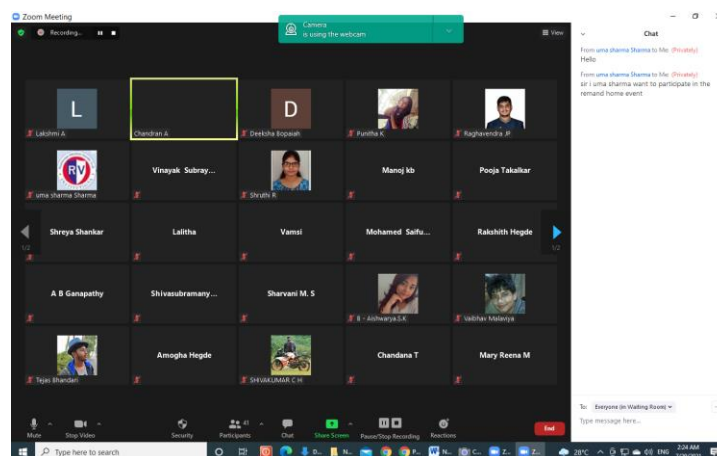 Zoom Meeting
Recording...
Camera
is using the webcam
View
Chat
From uma sharma Sharma to Me: (Privately)
Hello
From uma sharma Sharma to Me: (Privately)
sir i uma sharma want to participate in the
remand home event
L
Lakshmi A
Chandran A
D
Deeksha Bopaiah
Punitha K
Raghavendra JP
RV
uma sharma Sharma
Vinayak Subray...
Shruthi R
Manoj kb
Pooja Takalkar
Shreya Shankar
Lalitha
Vamsi
Mohamed Saifu...
Rakshith Hegde
1/2
1/2
A B Ganapathy
Shivasubramany...
Sharvani M. S
B - Aishwarya.S.K
Vaibhav Malaviya
Tejas Bhandari
Amogha Hegde
SHIVAKUMAR C H
Chandana T
Mary Reena M
To: Everyone (in Waiting Room)
Type message here...
Mute
Stop Video
Security
Participants
41
Chat
Share Screen
Pause/Stop Recording
Reactions
End
Type here to search
D...
N...
P...
N...
C...
Z...
Z...
28°C
ENG
2:24 AM